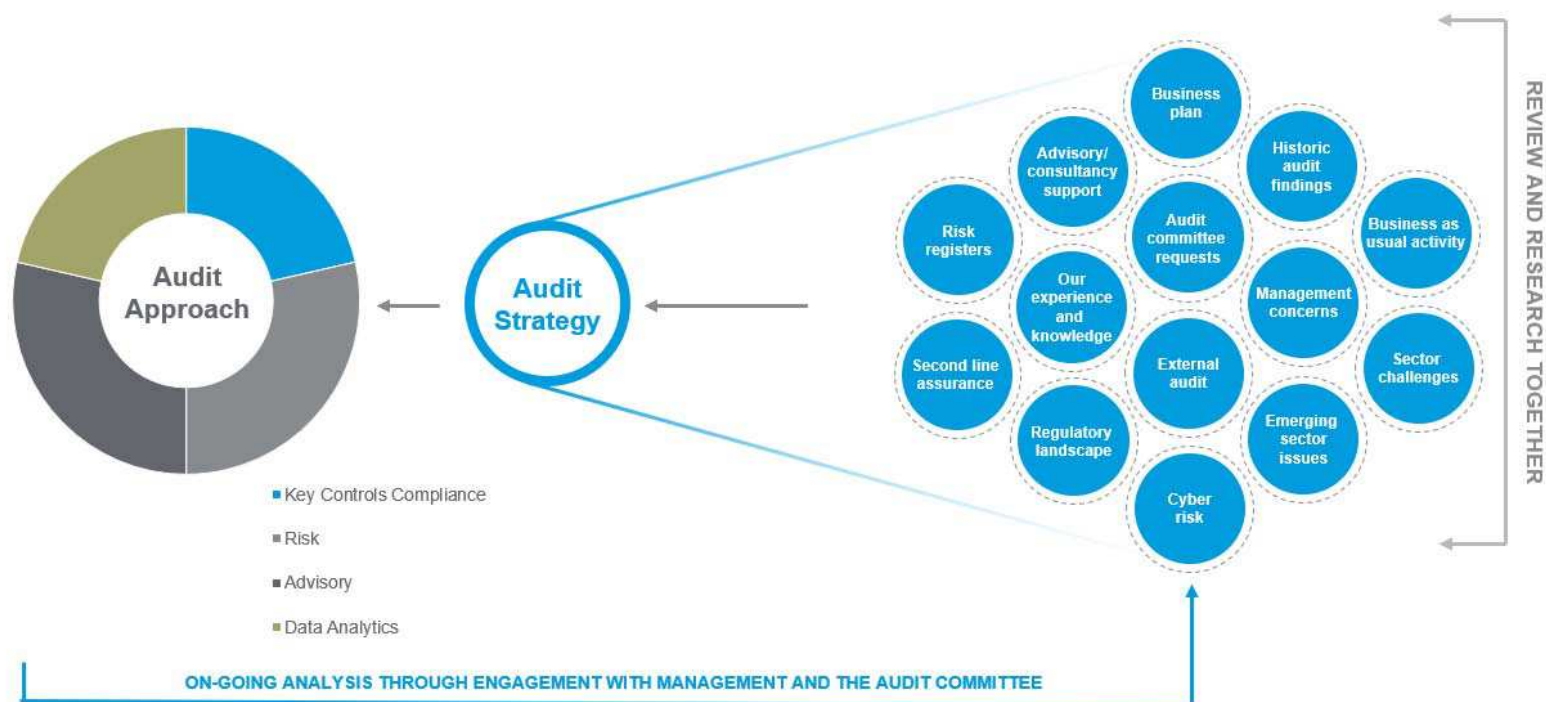 Audit
Approach
Key Controls Compliance
Risk
Advisory
Data Analytics
Audit
Strategy
Business
plan
Advisory/
consultancy
support
Historic
audit
findings
Risk
registers
Audit
committee
requests
Business as
usual activity
Our
experience
and
knowledge
Management
concerns
Second line
assurance
External
audit
Sector
challenges
Regulatory
landscape
Emerging
sector
issues
Cyber
risk
REVIEW AND RESEARCH TOGETHER
ON-GOING ANALYSIS THROUGH ENGAGEMENT WITH MANAGEMENT AND THE AUDIT COMMITTEE